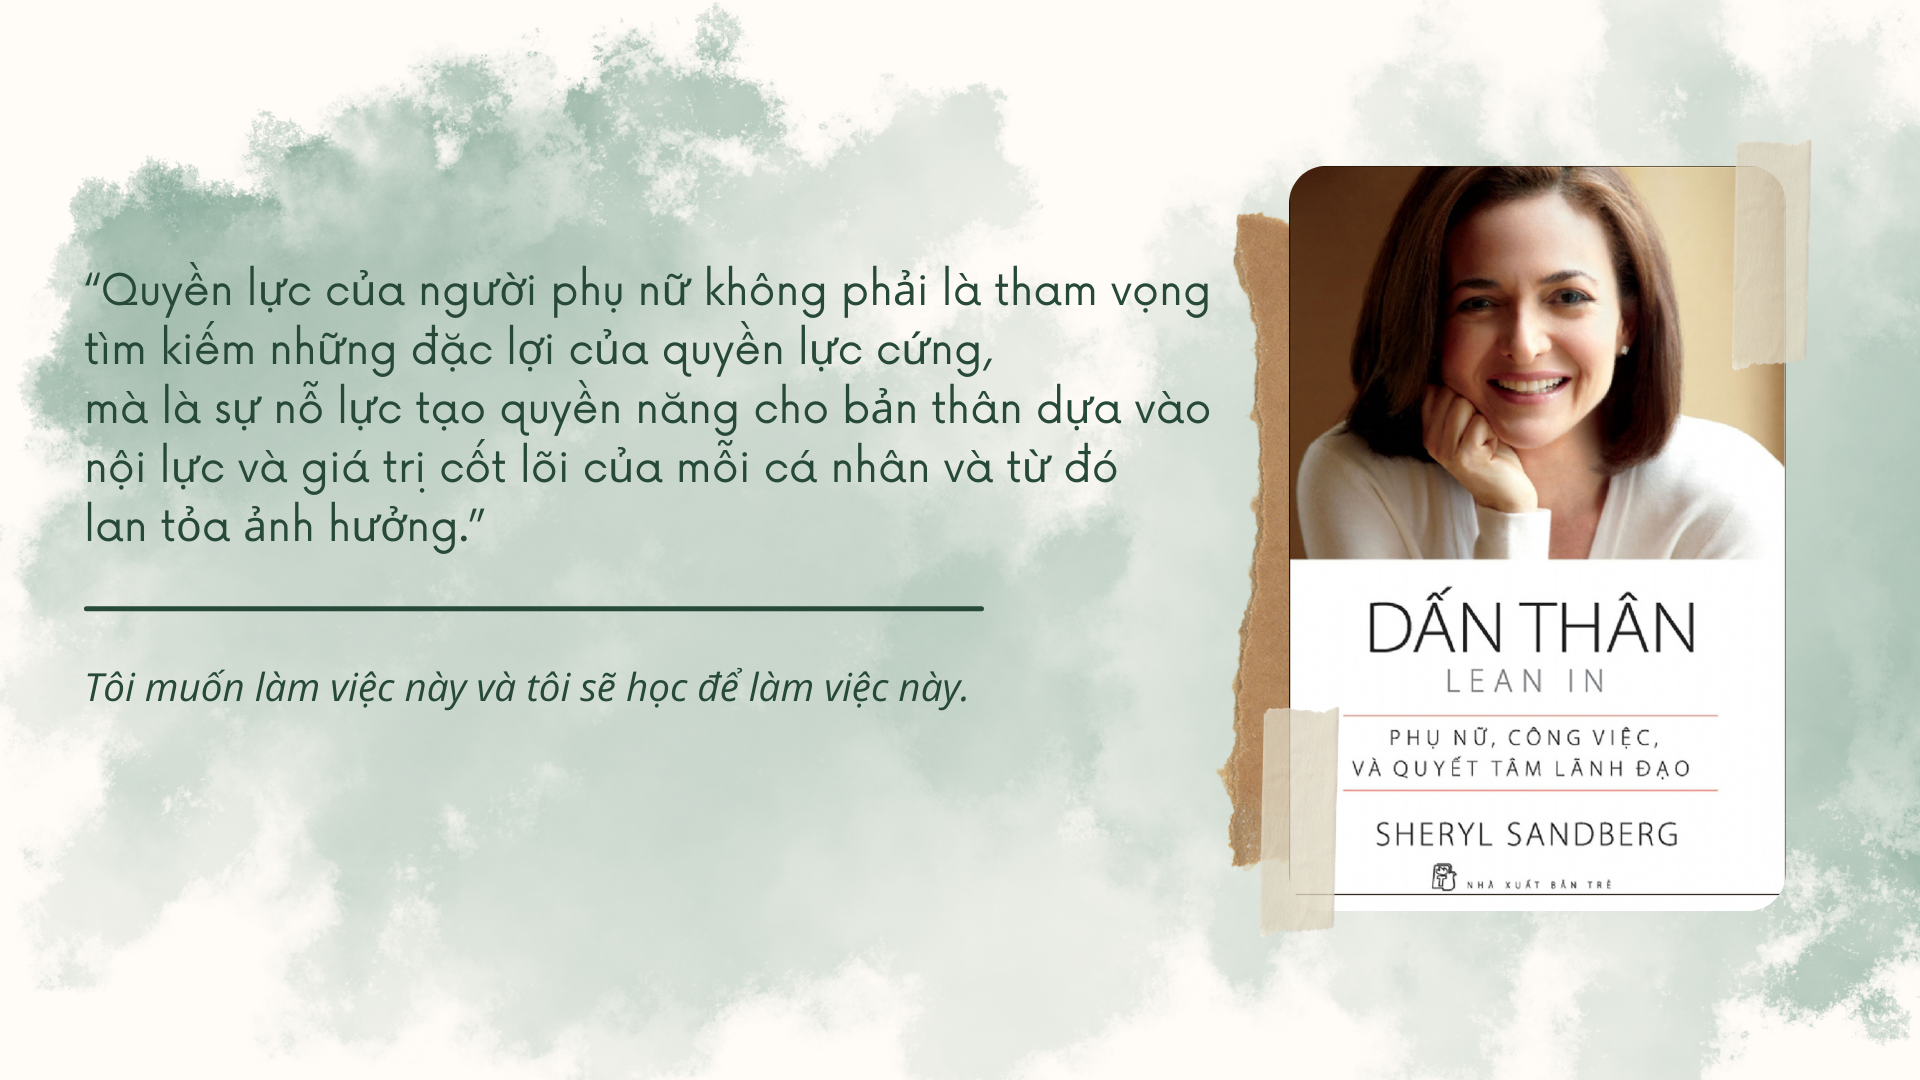 “Quyền lực của người phụ nữ không phải là tham vọng
tìm kiếm những đặc lợi của quyền lực cứng,
mà là sự nỗ lực tạo quyền năng cho bản thân dựa vào
nội lực và giá trị cốt lõi của mỗi cá nhân và từ đó
lan tỏa ảnh hưởng.”
Tôi muốn làm việc này và tôi sẽ học để làm việc này.
DẤN THÂN
LEAN IN
PHỤ NỮ, CÔNG VIỆC,
VÀ QUYẾT TÂM LÃNH ĐẠO
SHERYL SANDBERG
NHÀ XUẤT BẢN TRẺ